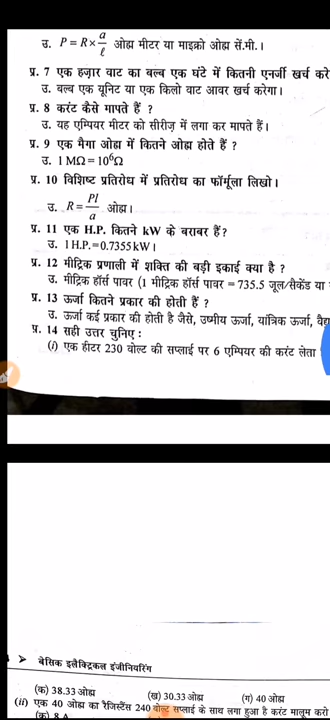 उ. P = R × a/ℓ ओह्म मीटर या माइक्रो ओह्म सें.मी.।
प्र. 7 एक हज़ार वाट का बल्ब एक घंटे में कितनी एनर्जी खर्च करे
उ. बल्ब एक यूनिट या एक किलो वाट आवर खर्च करेगा।
प्र. 8 करंट कैसे मापते हैं ?
उ. यह एम्पियर मीटर को सीरीज़ में लगा कर मापते हैं।
प्र. 9 एक मैगा ओह्म में कितने ओह्म होते हैं ?
उ. 1 MΩ = 10⁶Ω
प्र. 10 विशिष्ट प्रतिरोध में प्रतिरोध का फॉर्मूला लिखो।
उ. R = Pl/a ओह्म।
प्र. 11 एक H.P. कितने kW के बराबर हैं?
उ. 1 H.P. = 0.7355 kW।
प्र. 12 मीट्रिक प्रणाली में शक्ति की बड़ी इकाई क्या है ?
उ. मीट्रिक हॉर्स पावर (1 मीट्रिक हॉर्स पावर = 735.5 जूल/सैकेंड या
प्र. 13 ऊर्जा कितने प्रकार की होती हैं ?
उ. ऊर्जा कई प्रकार की होती है जैसे, उष्मीय ऊर्जा, यांत्रिक ऊर्जा,
प्र. 14 सही उत्तर चुनिए :
(i) एक हीटर 230 वोल्ट की सप्लाई पर 6 एम्पियर की करंट लेता
बेसिक इलैक्ट्रिकल इंजीनियरिंग
(क) 38.33 ओह्म (ख) 30.33 ओह्म (ग) 40 ओह्म
(ii) एक 40 ओह्म का रैजिस्टैंस 240 वोल्ट सप्लाई के साथ लगा हुआ है करंट मालूम करो
(क) 8 A